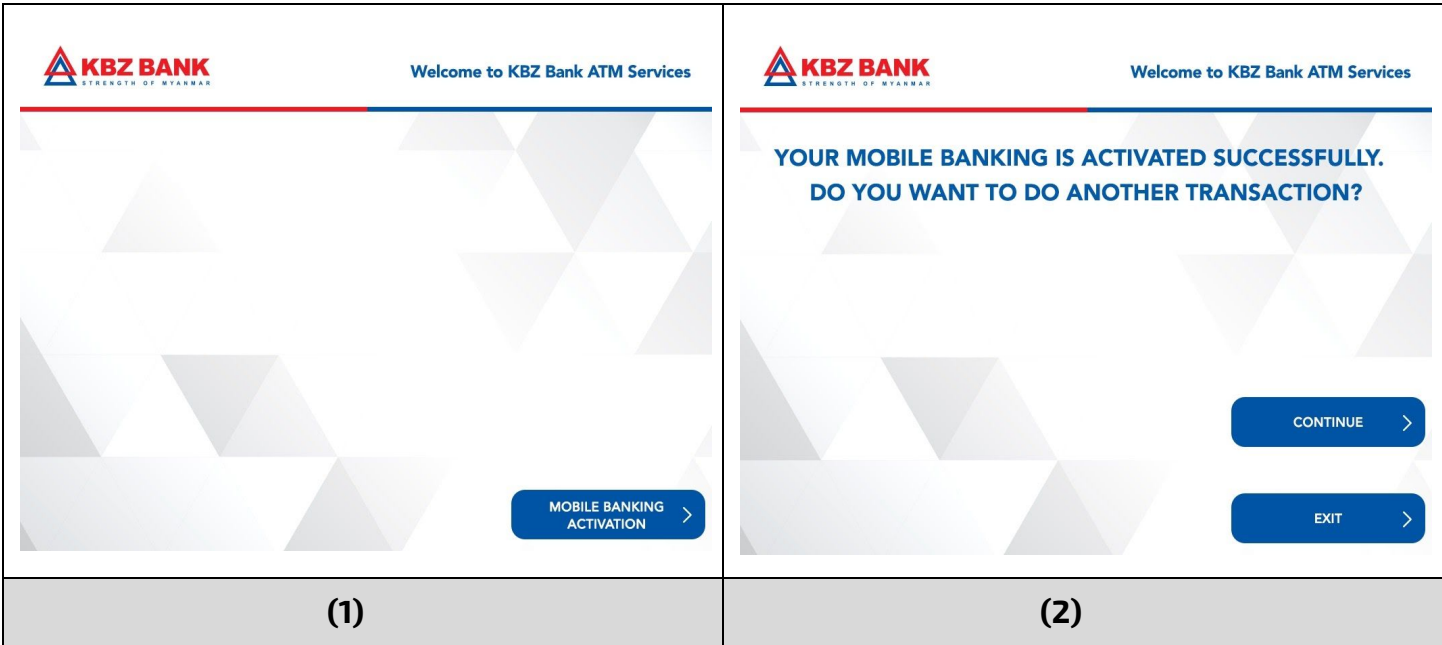 KBZ BANK
STRENGTH OF MYANMAR
Welcome to KBZ Bank ATM Services
MOBILE BANKING
ACTIVATION
(1)
KBZ BANK
STRENGTH OF MYANMAR
Welcome to KBZ Bank ATM Services
YOUR MOBILE BANKING IS ACTIVATED SUCCESSFULLY.
DO YOU WANT TO DO ANOTHER TRANSACTION?
CONTINUE
EXIT
(2)